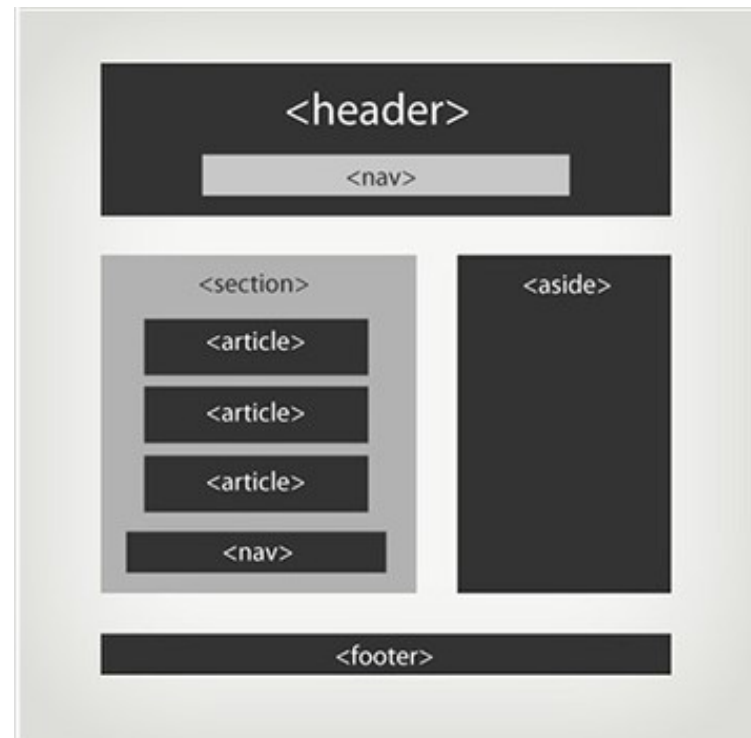 <header>
<nav>
<section>
<article>
<article>
<article>
<nav>
<aside>
<footer>